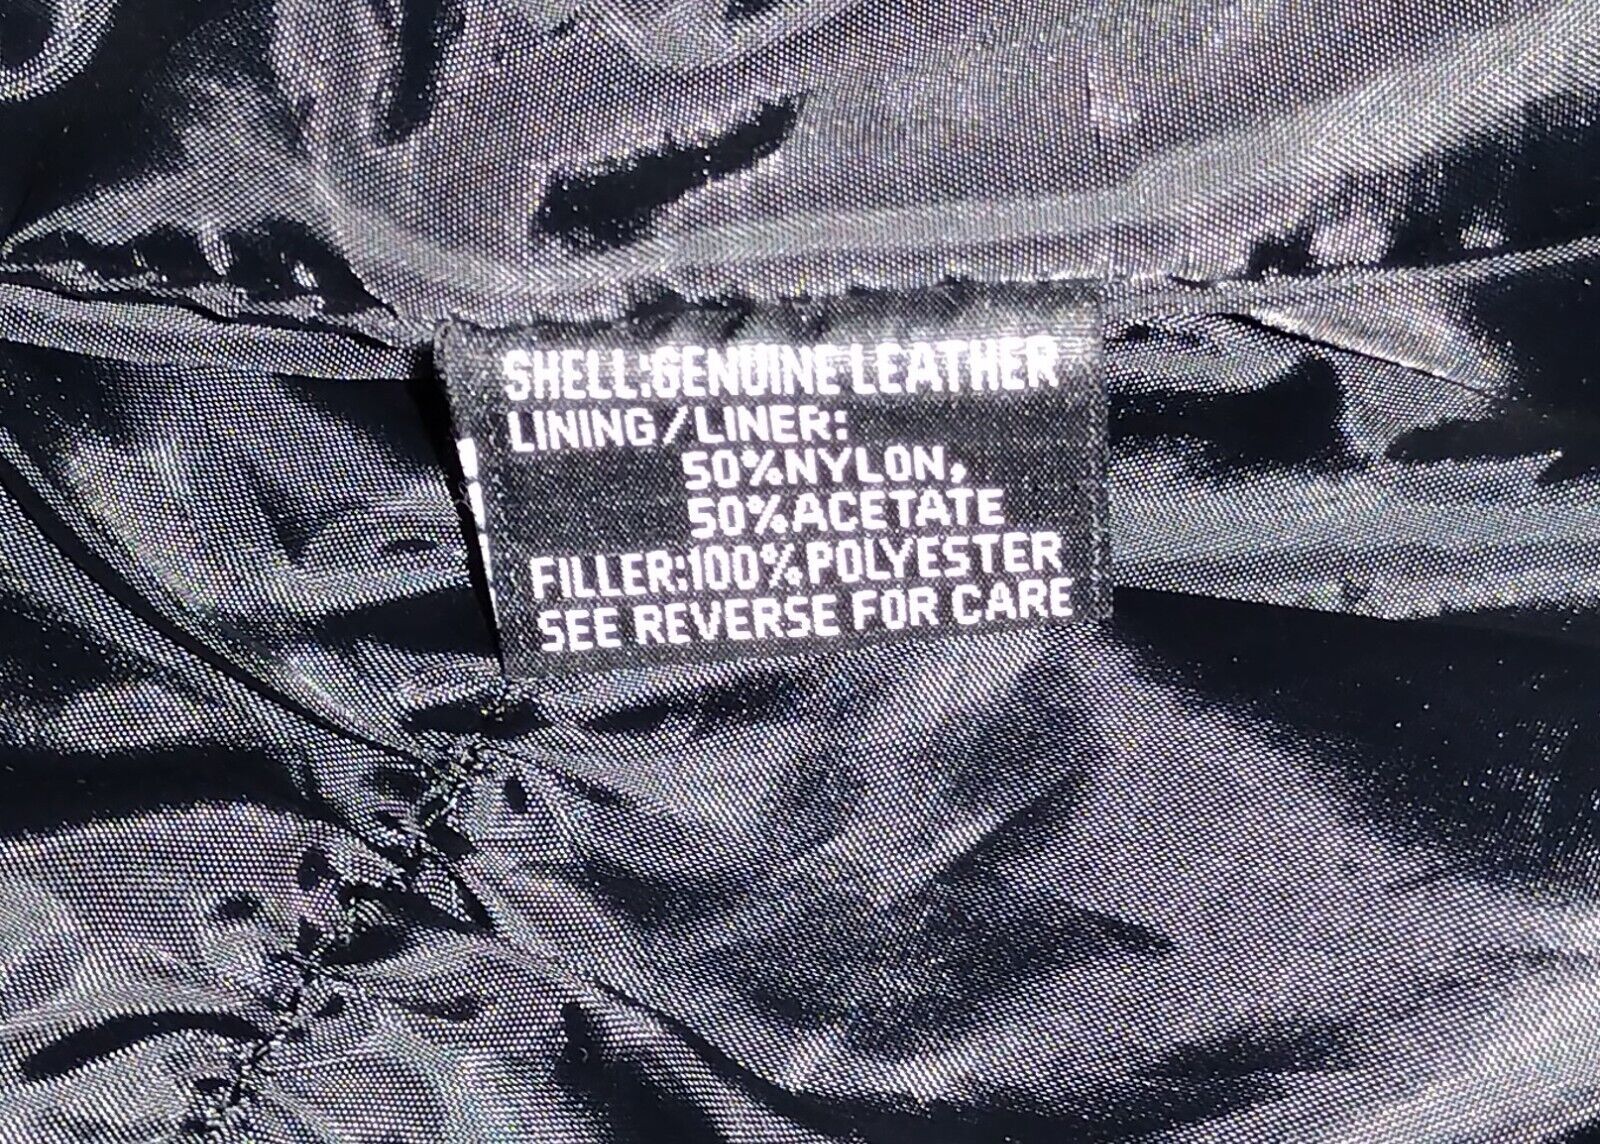 SHELL:GENUINE LEATHER
LINING/LINER:
50%NYLON,
50%ACETATE
FILLER:100%POLYESTER
SEE REVERSE FOR CARE